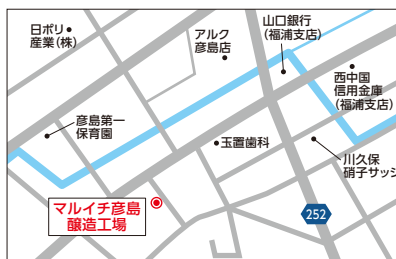 日ポリ
産業(株)
アルク
彦島店
山口銀行
(福浦支店)
西中国
信用金庫
(福浦支店)
彦島第一
保育園
玉置歯科
川久保
硝子サッシ
マルイチ彦島
醸造工場
252